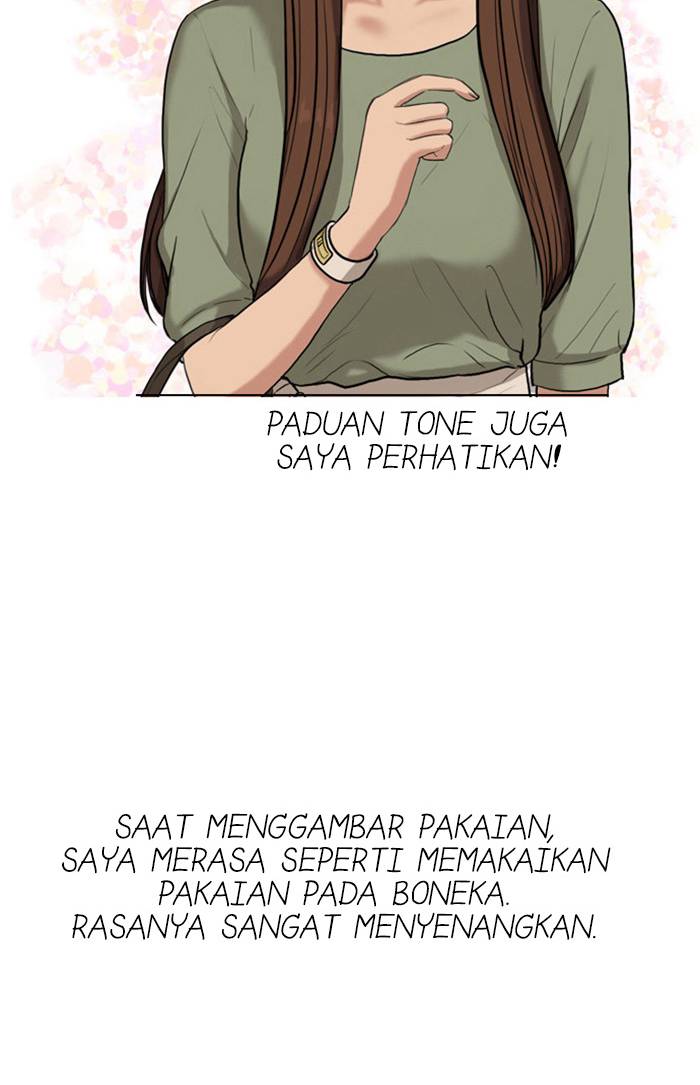 PADUAN TONE JUGA
SAYA PERHATIKAN!
SAAT MENGGAMBAR PAKAIAN,
SAYA MERASA SEPERTI MEMAKAIKAN
PAKAIAN PADA BONEKA.
RASANYA SANGAT MENYENANGKAN.